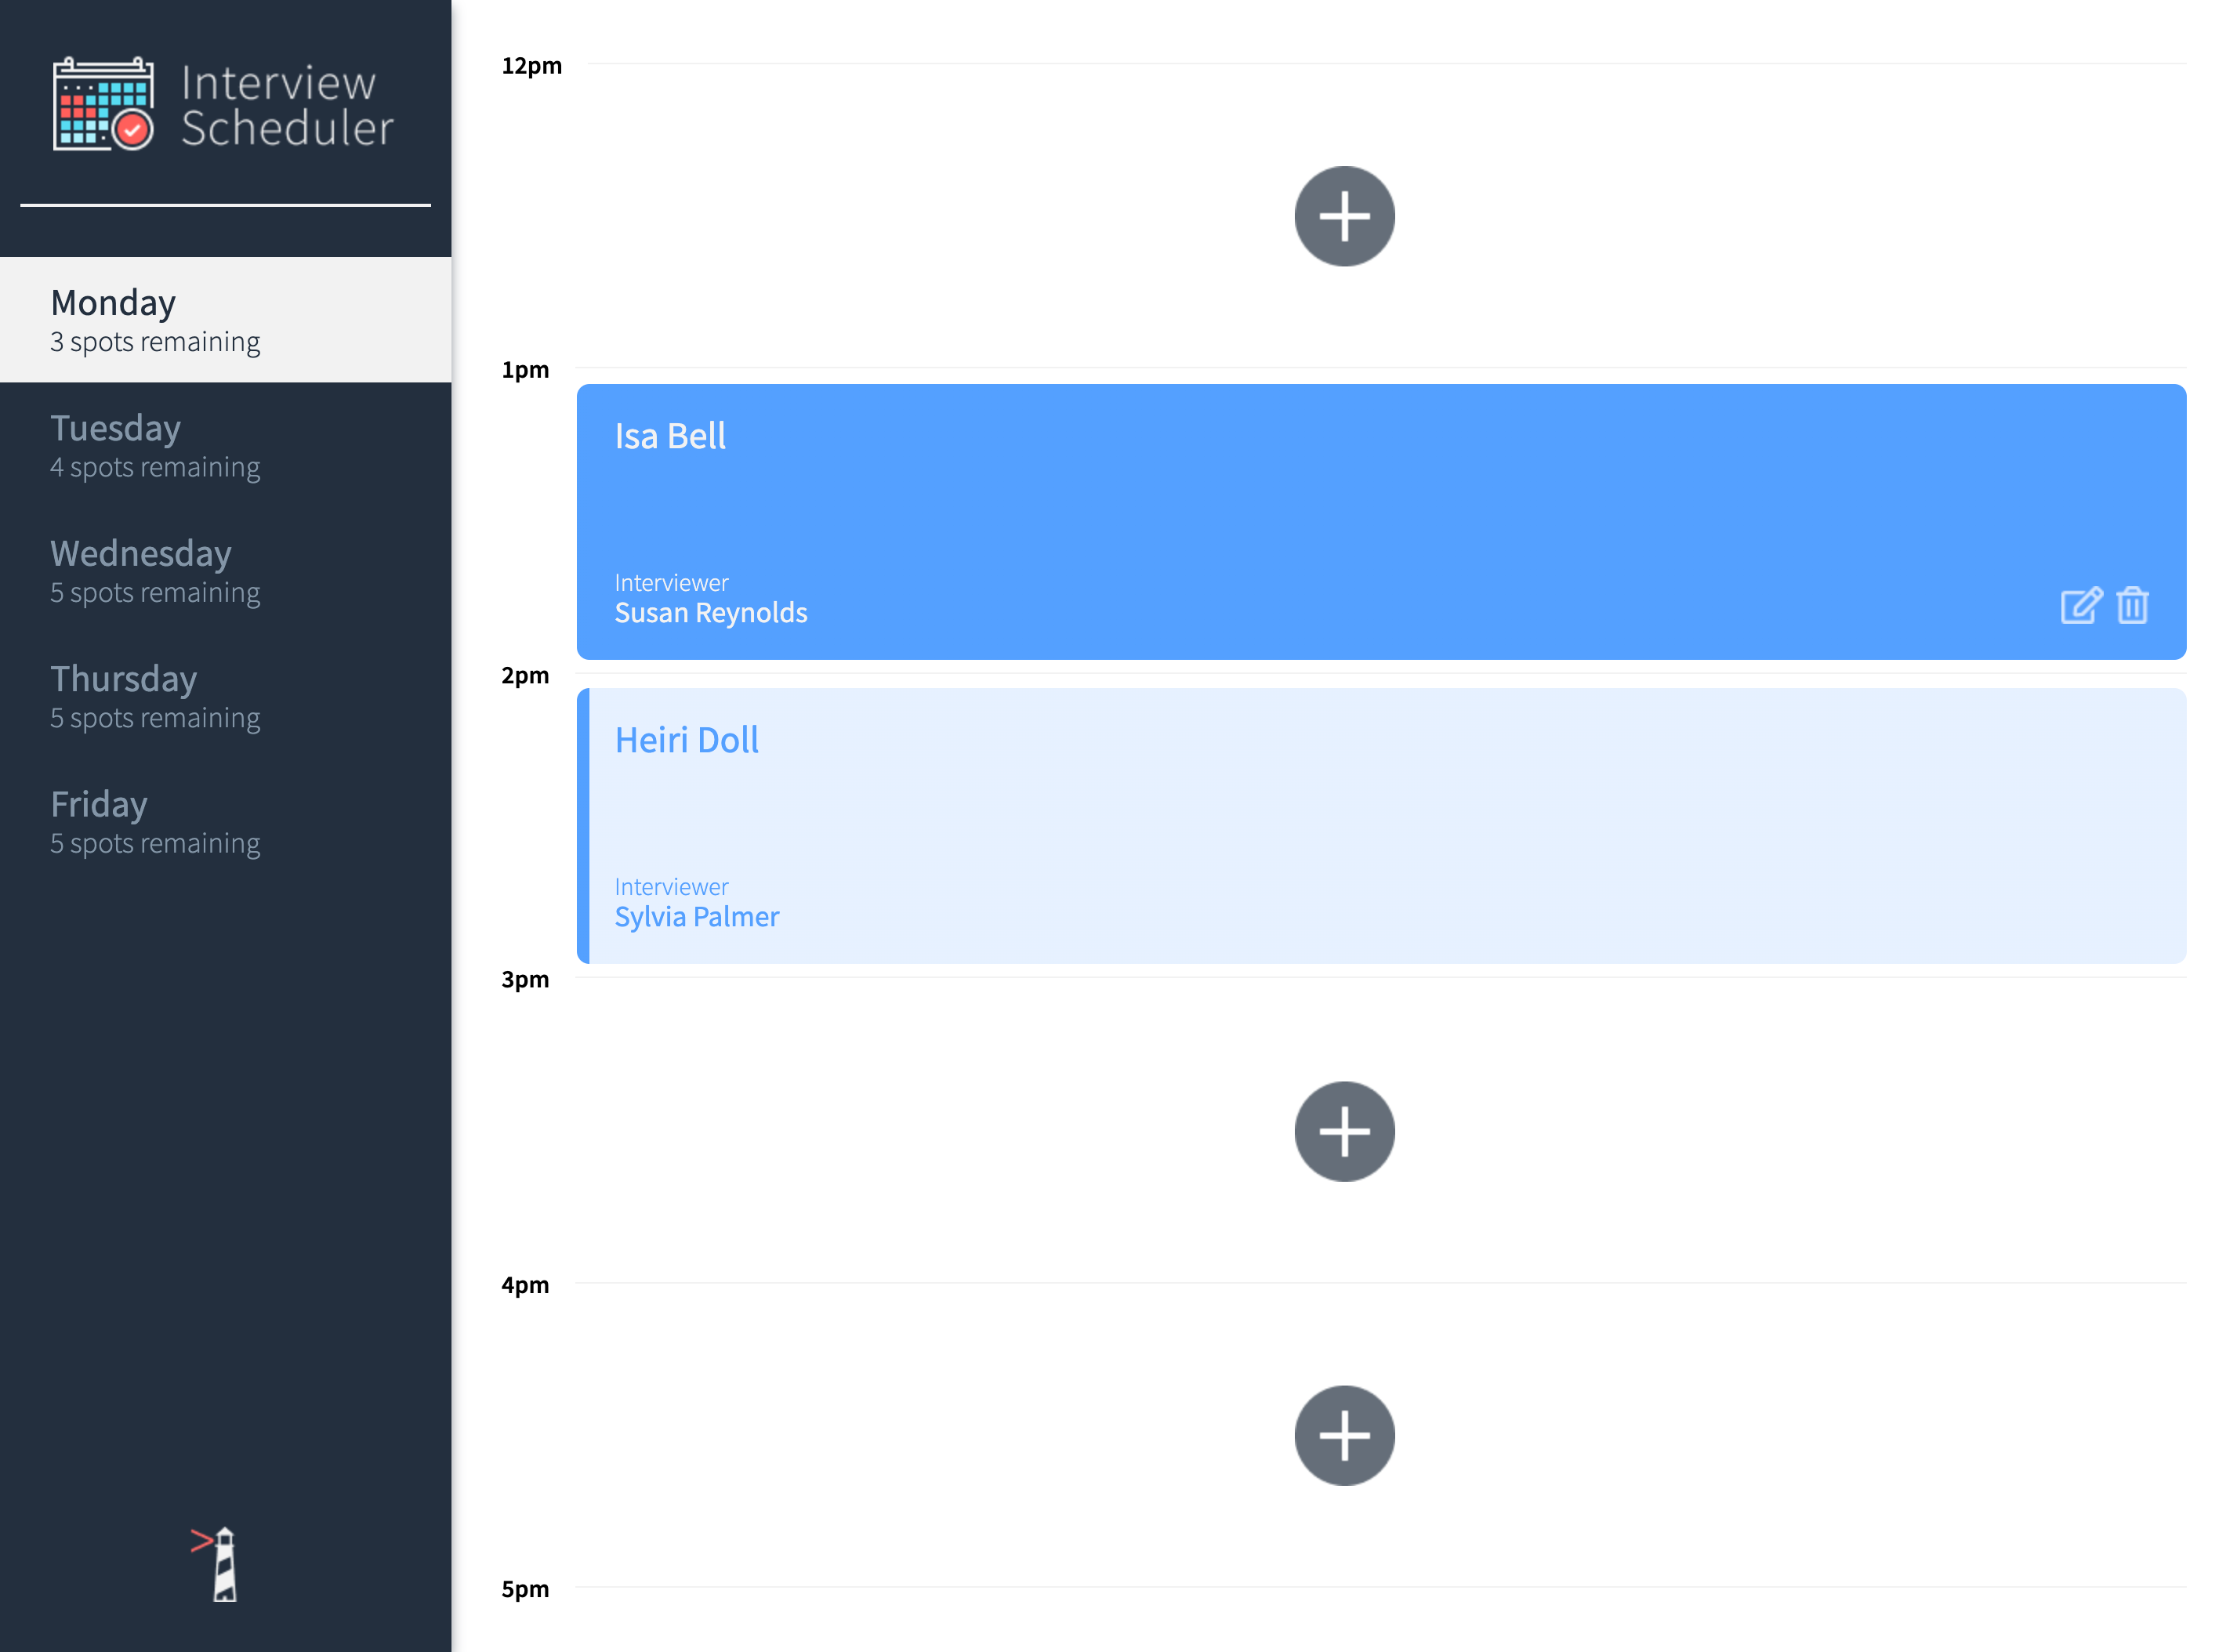 Interview
Scheduler
Monday
3 spots remaining
Tuesday
4 spots remaining
Wednesday
5 spots remaining
Thursday
5 spots remaining
Friday
5 spots remaining
12pm
1pm
Isa Bell
Interviewer
Susan Reynolds
2pm
Heiri Doll
Interviewer
Sylvia Palmer
3pm
4pm
5pm